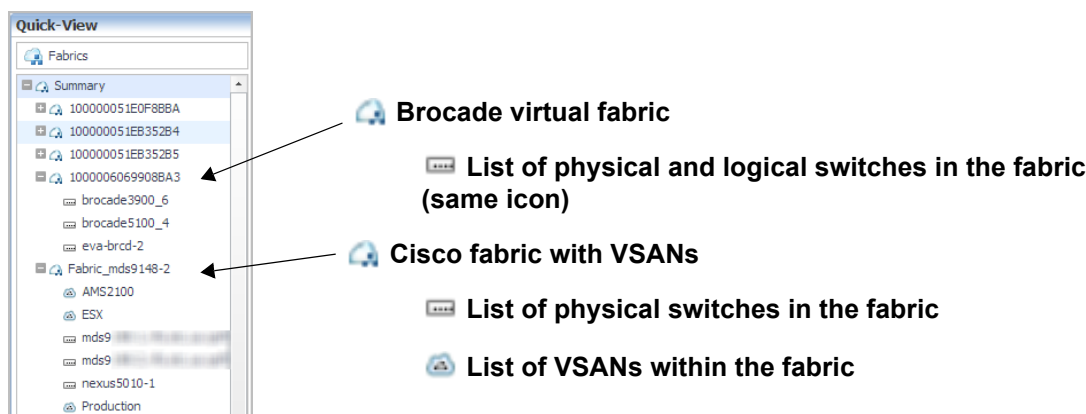 Quick-View
Fabrics
Summary
100000051E0F8BBA
100000051EB352B4
100000051EB352B5
1000006069908BA3
brocade3900_6
brocade5100_4
eva-brcd-2
Fabric_mds9148-2
AMS2100
ESX
mds9
mds9
nexus5010-1
Production
Brocade virtual fabric
List of physical and logical switches in the fabric
(same icon)
Cisco fabric with VSANs
List of physical switches in the fabric
List of VSANs within the fabric